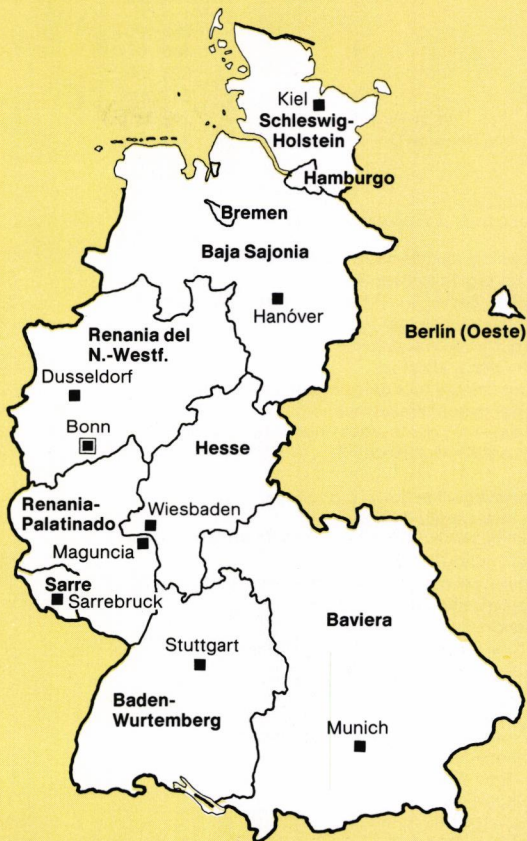 Kiel
Schleswig-
Holstein
Hamburgo
Bremen
Baja Sajonia
Hanóver
Berlín (Oeste)
Renania del
N.-Westf.
Dusseldorf
Bonn
Hesse
Renania-
Palatinado
Wiesbaden
Maguncia
Sarre
Sarrebruck
Baviera
Stuttgart
Baden-
Wurtemberg
Munich